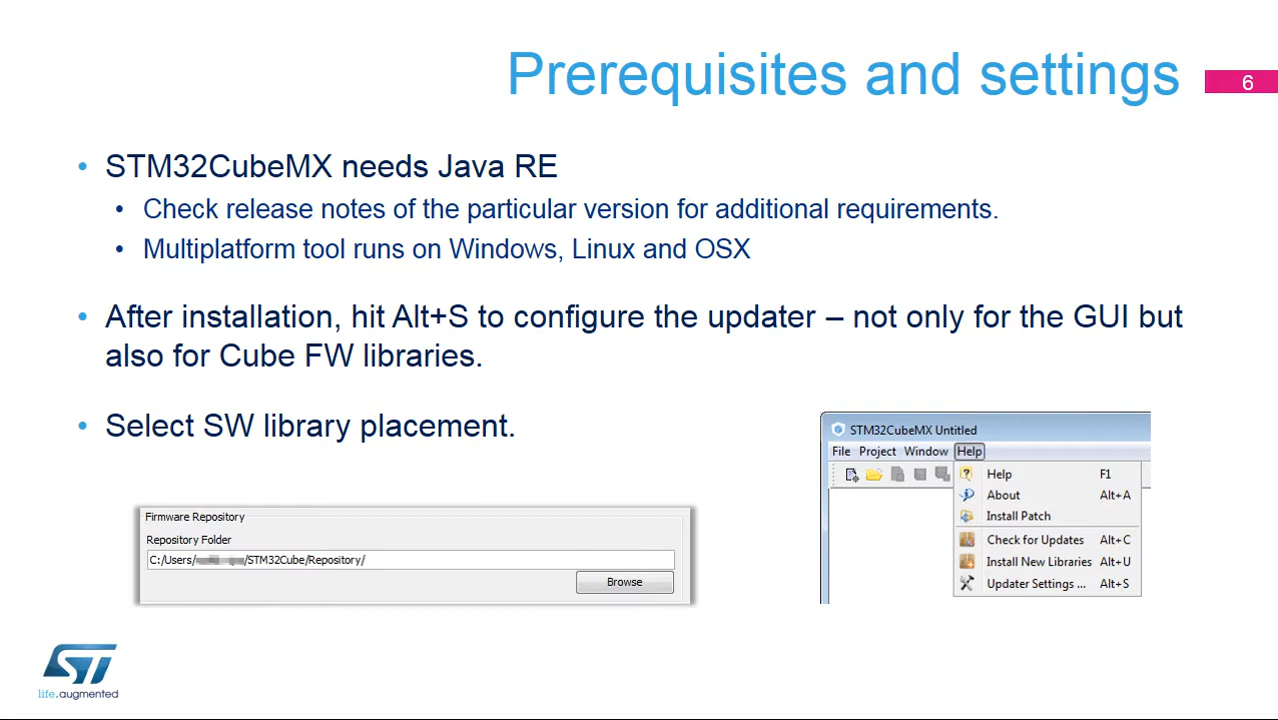 Prerequisites and settings
6
• STM32CubeMX needs Java RE
• Check release notes of the particular version for additional requirements.
• Multiplatform tool runs on Windows, Linux and OSX
• After installation, hit Alt+S to configure the updater – not only for the GUI but
also for Cube FW libraries.
• Select SW library placement.
Firmware Repository
Repository Folder
C:/Users/ /STM32Cube/Repository/
Browse
STM32CubeMX Untitled
File Project Window Help
Help F1
About Alt+A
Install Patch
Check for Updates Alt+C
Install New Libraries Alt+U
Updater Settings ... Alt+S
ST
life.augmented